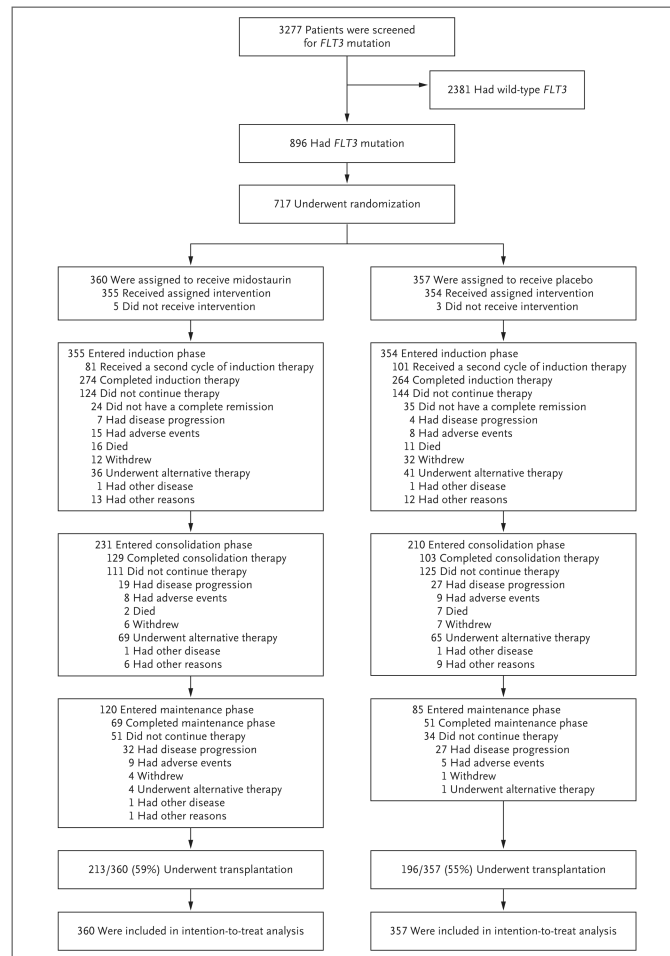 3277 Patients were screened
for FLT3 mutation
2381 Had wild-type FLT3
896 Had FLT3 mutation
717 Underwent randomization
360 Were assigned to receive midostaurin
355 Received assigned intervention
5 Did not receive intervention
357 Were assigned to receive placebo
354 Received assigned intervention
3 Did not receive intervention
355 Entered induction phase
81 Received a second cycle of induction therapy
274 Completed induction therapy
124 Did not continue therapy
24 Did not have a complete remission
7 Had disease progression
15 Had adverse events
16 Died
12 Withdrew
36 Underwent alternative therapy
1 Had other disease
13 Had other reasons
354 Entered induction phase
101 Received a second cycle of induction therapy
264 Completed induction therapy
144 Did not continue therapy
35 Did not have a complete remission
4 Had disease progression
8 Had adverse events
11 Died
32 Withdrew
41 Underwent alternative therapy
1 Had other disease
12 Had other reasons
231 Entered consolidation phase
129 Completed consolidation therapy
111 Did not continue therapy
19 Had disease progression
8 Had adverse events
2 Died
6 Withdrew
69 Underwent alternative therapy
1 Had other disease
6 Had other reasons
210 Entered consolidation phase
103 Completed consolidation therapy
125 Did not continue therapy
27 Had disease progression
9 Had adverse events
7 Died
7 Withdrew
65 Underwent alternative therapy
1 Had other disease
9 Had other reasons
120 Entered maintenance phase
69 Completed maintenance phase
51 Did not continue therapy
32 Had disease progression
9 Had adverse events
4 Withdrew
4 Underwent alternative therapy
1 Had other disease
1 Had other reasons
85 Entered maintenance phase
51 Completed maintenance phase
34 Did not continue therapy
27 Had disease progression
5 Had adverse events
1 Withdrew
1 Underwent alternative therapy
213/360 (59%) Underwent transplantation
196/357 (55%) Underwent transplantation
360 Were included in intention-to-treat analysis
357 Were included in intention-to-treat analysis